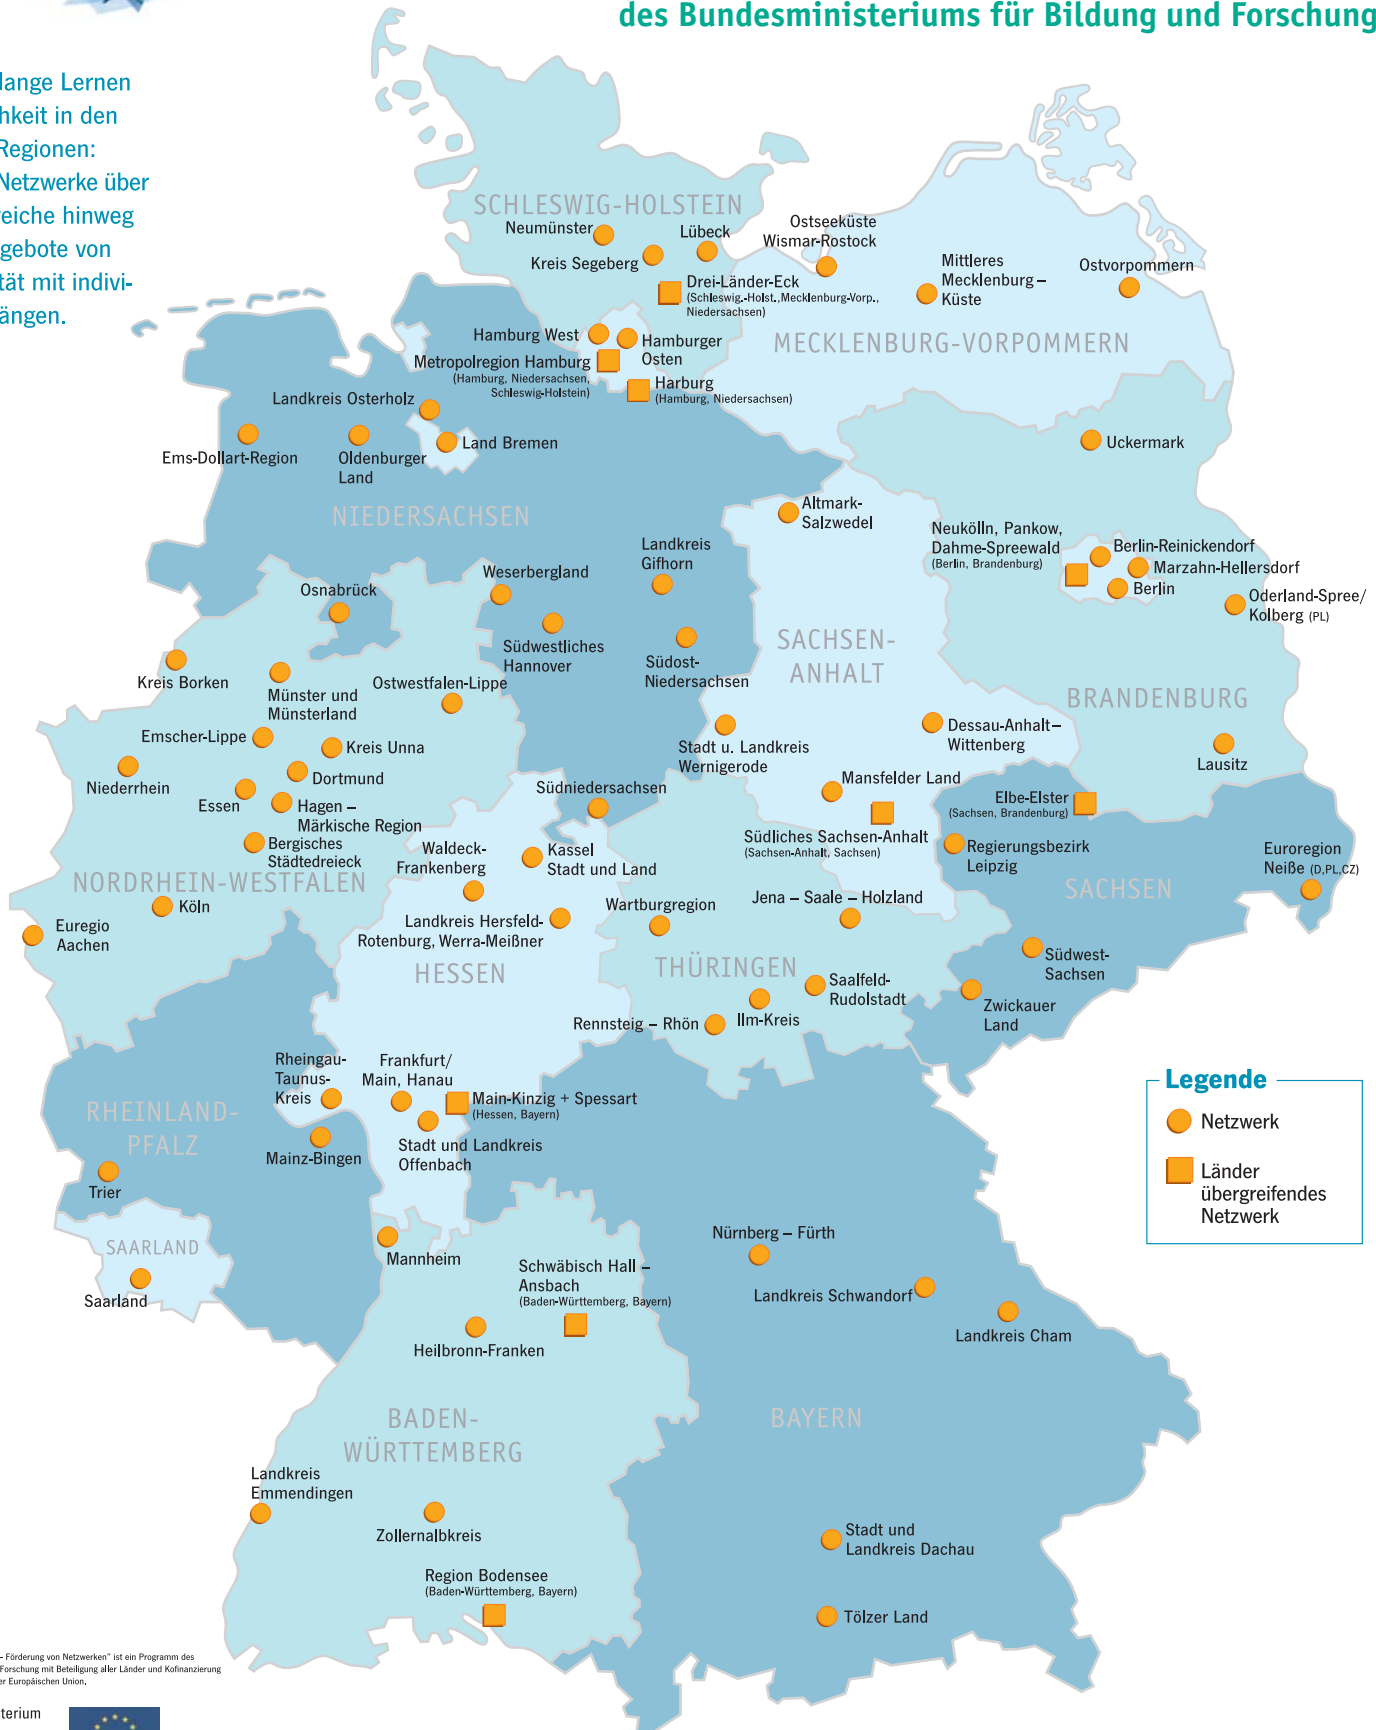 des Bundesministeriums für Bildung und Forschung
lange Lernen
hkeit in den
Regionen:
Netzwerke über
reiche hinweg
gebote von
tät mit indivi-
ängen.
SCHLESWIG-HOLSTEIN
Neumünster
Lübeck
Kreis Segeberg
Drei-Länder-Eck
(Schleswig.-Holst.,Mecklenburg-Vorp.,
Niedersachsen)
Ostseeküste
Wismar-Rostock
Mittleres
Mecklenburg –
Küste
Ostvorpommern
MECKLENBURG-VORPOMMERN
Hamburg West
Hamburger
Osten
Metropolregion Hamburg
(Hamburg, Niedersachsen,
Schleswig-Holstein)
Harburg
(Hamburg, Niedersachsen)
Landkreis Osterholz
Land Bremen
Ems-Dollart-Region
Oldenburger
Land
NIEDERSACHSEN
Uckermark
Altmark-
Salzwedel
Neukölln, Pankow,
Dahme-Spreewald
(Berlin, Brandenburg)
Berlin-Reinickendorf
Marzahn-Hellersdorf
Berlin
Oderland-Spree/
Kolberg (PL)
Landkreis
Gifhorn
Weserbergland
Osnabrück
Südwestliches
Hannover
Südost-
Niedersachsen
SACHSEN-
ANHALT
BRANDENBURG
Kreis Borken
Münster und
Münsterland
Ostwestfalen-Lippe
Emscher-Lippe
Kreis Unna
Niederrhein
Dortmund
Essen
Hagen –
Märkische Region
Bergisches
Städtedreieck
NORDRHEIN-WESTFALEN
Köln
Euregio
Aachen
Stadt u. Landkreis
Wernigerode
Dessau-Anhalt–
Wittenberg
Lausitz
Mansfelder Land
Südniedersachsen
Südliches Sachsen-Anhalt
(Sachsen-Anhalt, Sachsen)
Elbe-Elster
(Sachsen, Brandenburg)
Regierungsbezirk
Leipzig
Euroregion
Neiße (D,PL,CZ)
SACHSEN
Waldeck-
Frankenberg
Kassel
Stadt und Land
Landkreis Hersfeld-
Rotenburg, Werra-Meißner
HESSEN
Wartburgregion
Jena – Saale – Holzland
THÜRINGEN
Saalfeld-
Rudolstadt
Ilm-Kreis
Rennsteig – Rhön
Südwest-
Sachsen
Zwickauer
Land
Rheingau-
Taunus-
Kreis
Frankfurt/
Main, Hanau
Main-Kinzig + Spessart
(Hessen, Bayern)
Stadt und Landkreis
Offenbach
RHEINLAND-
PFALZ
Mainz-Bingen
Trier
SAARLAND
Saarland
Legende
Netzwerk
Länder
übergreifendes
Netzwerk
Mannheim
Schwäbisch Hall –
Ansbach
(Baden-Württemberg, Bayern)
Heilbronn-Franken
Nürnberg – Fürth
Landkreis Schwandorf
Landkreis Cham
BADEN-
WÜRTTEMBERG
BAYERN
Landkreis
Emmendingen
Zollernalbkreis
Region Bodensee
(Baden-Württemberg, Bayern)
Stadt und
Landkreis Dachau
Tölzer Land
– Förderung von Netzwerken" ist ein Programm des
Forschung mit Beteiligung aller Länder und Kofinanzierung
er Europäischen Union.
terium